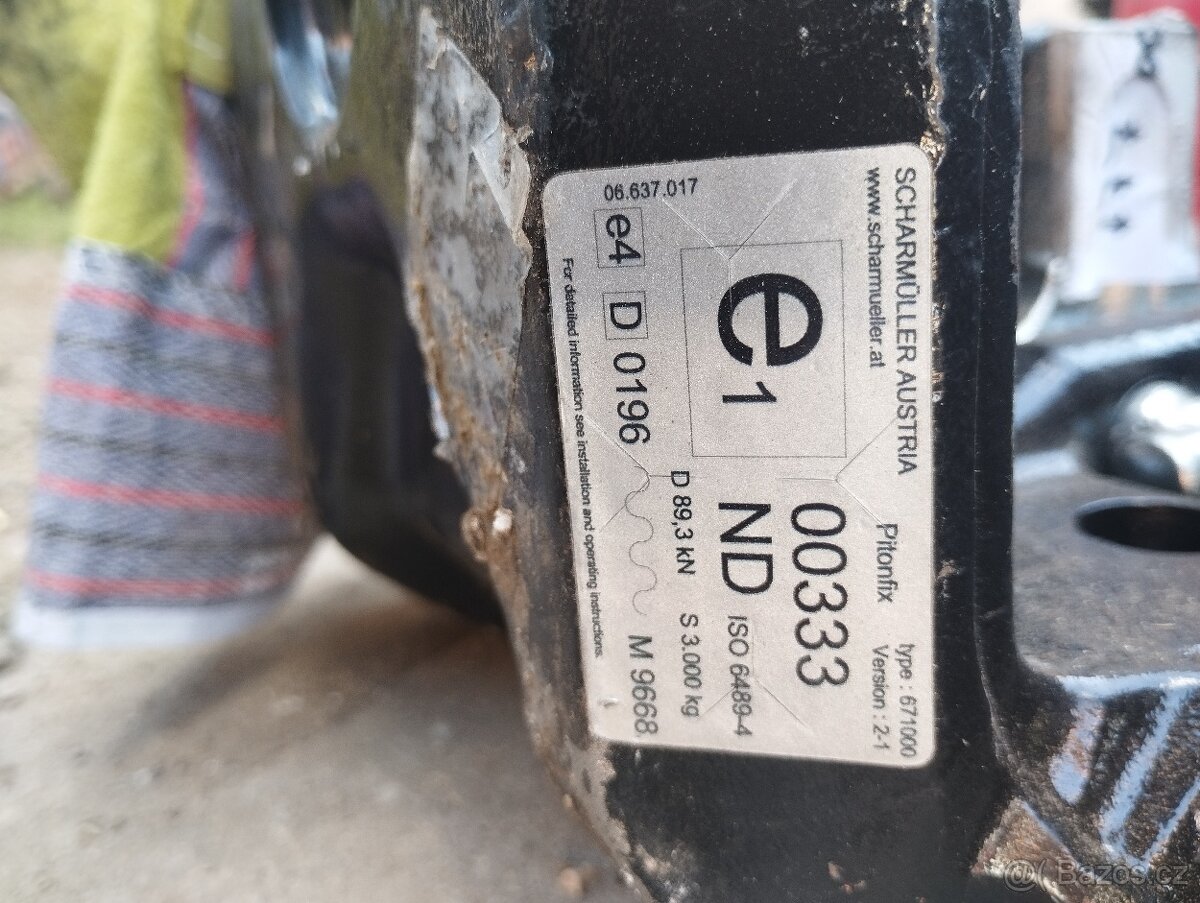 SCHARMÜLLER AUSTRIA Pitonfix type : 671000
www.scharmueller.at Version : 2-1
e1 00333
ND ISO 6489-4
D 89,3 kN S 3.000 kg
06.637.017
e4 D 0196 M 9668
For detailed information see installation and operating instructions.
@( Bazos.cz